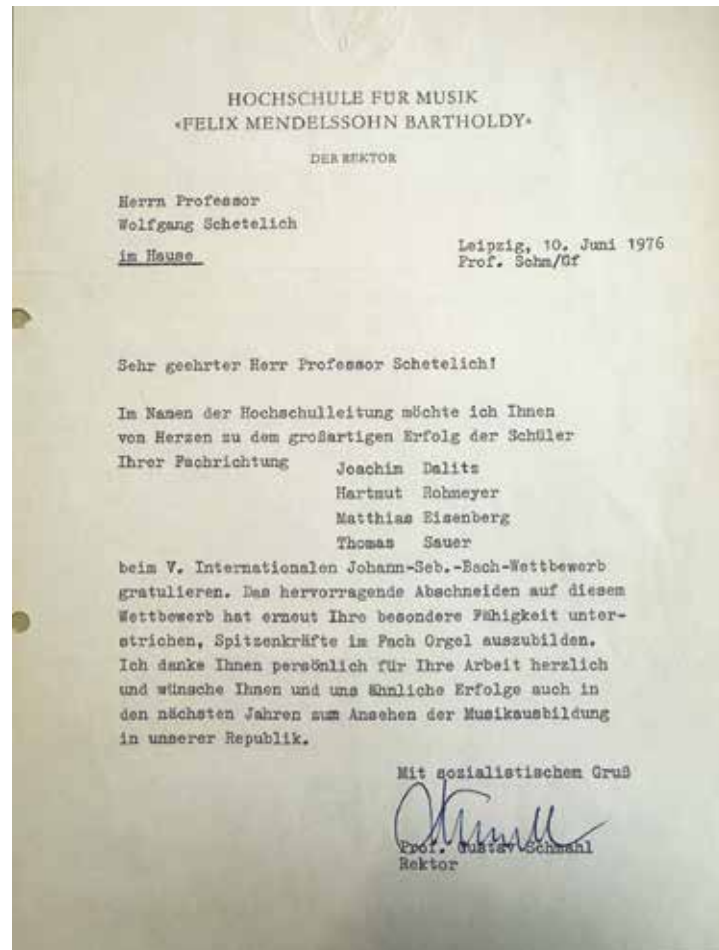 HOCHSCHULE FÜR MUSIK
«FELIX MENDELSSOHN BARTHOLDY»
DER REKTOR
Herrn Professor
Wolfgang Schetelich
im Hause
Leipzig, 10. Juni 1976
Prof. Schm/Gf
Sehr geehrter Herr Professor Schetelich!
Im Namen der Hochschulleitung möchte ich Ihnen
von Herzen zu dem großartigen Erfolg der Schüler
Ihrer Fachrichtung
Joachim Dalitz
Hartmut Rohmeyer
Matthias Eisenberg
Thomas Sauer
beim V. Internationalen Johann-Seb.-Bach-Wettbewerb
gratulieren. Das hervorragende Abschneiden auf diesem
Wettbewerb hat erneut Ihre besondere Fähigkeit unter-
strichen, Spitzenkräfte im Fach Orgel auszubilden.
Ich danke Ihnen persönlich für Ihre Arbeit herzlich
und wünsche Ihnen und uns ähnliche Erfolge auch in
den nächsten Jahren zum Ansehen der Musikausbildung
in unserer Republik.
Mit sozialistischem Gruß
Prof. Gustav Schmahl
Rektor